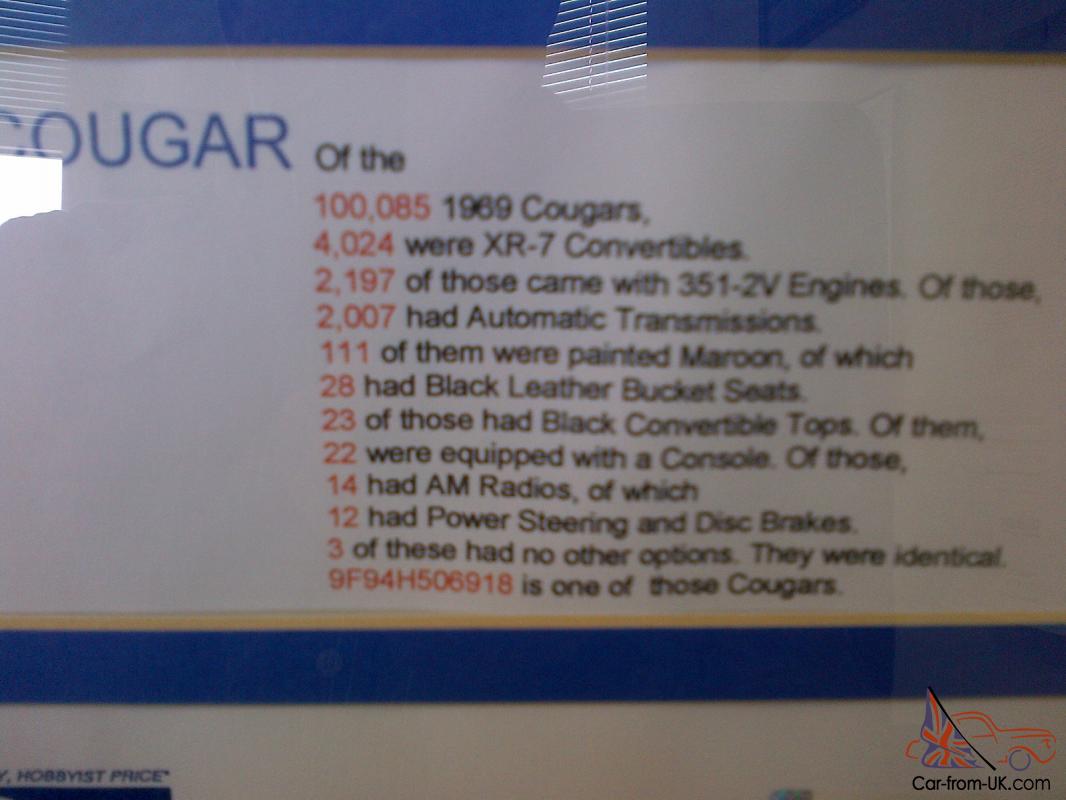 COUGAR Of the
100,085 1969 Cougars,
4,024 were XR-7 Convertibles.
2,197 of those came with 351-2V Engines. Of those,
2,007 had Automatic Transmissions.
111 of them were painted Maroon, of which
28 had Black Leather Bucket Seats.
23 of those had Black Convertible Tops. Of them,
22 were equipped with a Console. Of those,
14 had AM Radios, of which
12 had Power Steering and Disc Brakes.
3 of these had no other options. They were identical.
9F94H506918 is one of those Cougars.
HOBBYIST PRICE"
Car-from-UK.com